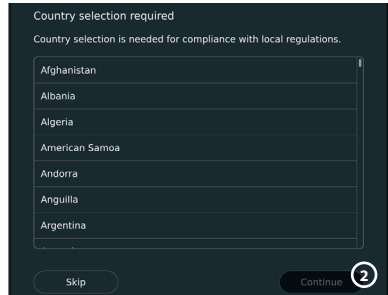 Country selection required
Country selection is needed for compliance with local regulations.
Afghanistan
Albania
Algeria
American Samoa
Andorra
Anguilla
Argentina
Skip
Continue
2